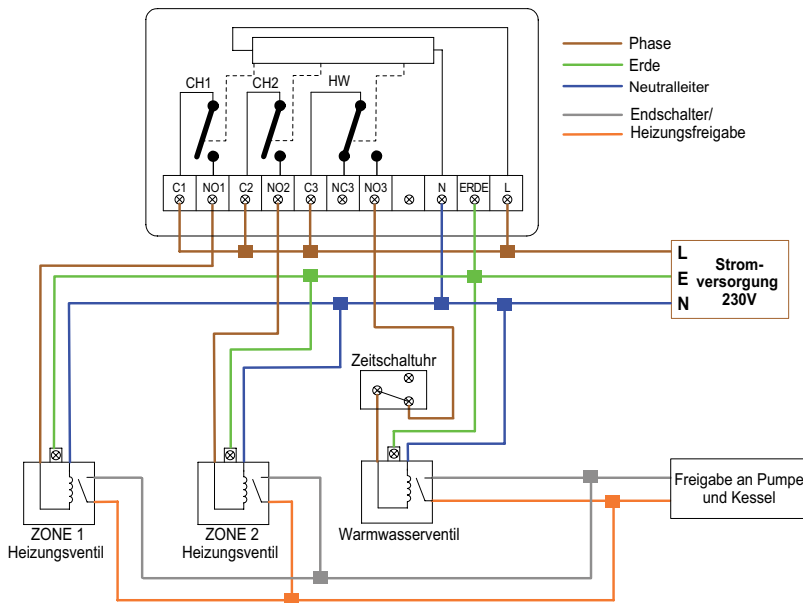 Phase
Erde
Neutralleiter
Endschalter/
Heizungsfreigabe
CH1
CH2
HW
C1
NO1
C2
NO2
C3
NC3
NO3
N
ERDE
L
L
E
N
Strom-
versorgung
230V
Zeitschaltuhr
ZONE 1
Heizungsventil
ZONE 2
Heizungsventil
Warmwasserventil
Freigabe an Pumpe
und Kessel